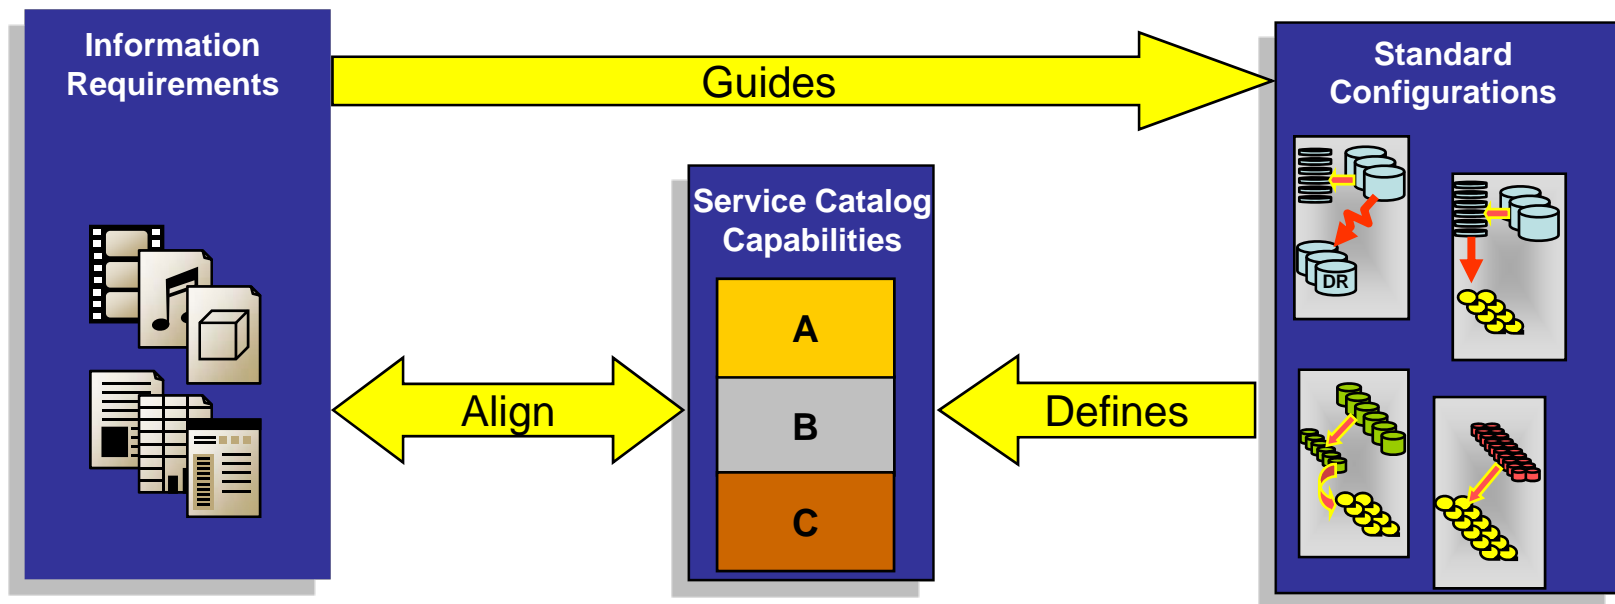 Information
Requirements
Guides
Standard
Configurations
Service Catalog
Capabilities
A
B
C
Align
Defines
DR